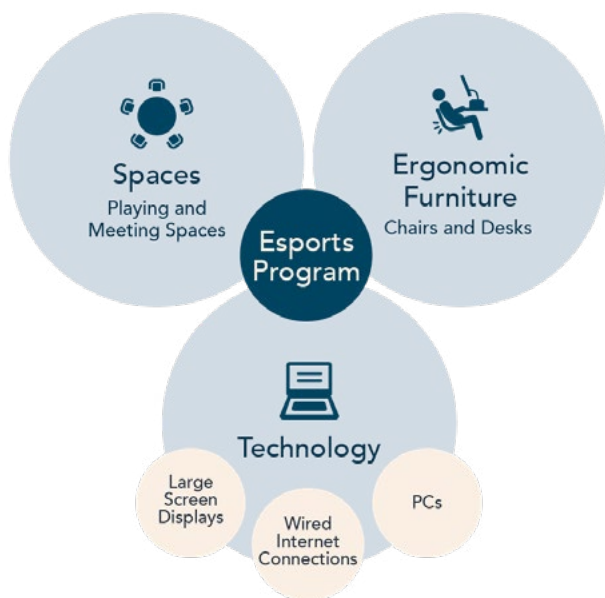 Spaces
Playing and
Meeting Spaces
Ergonomic
Furniture
Chairs and Desks
Esports
Program
Technology
Large
Screen
Displays
Wired
Internet
Connections
PCs